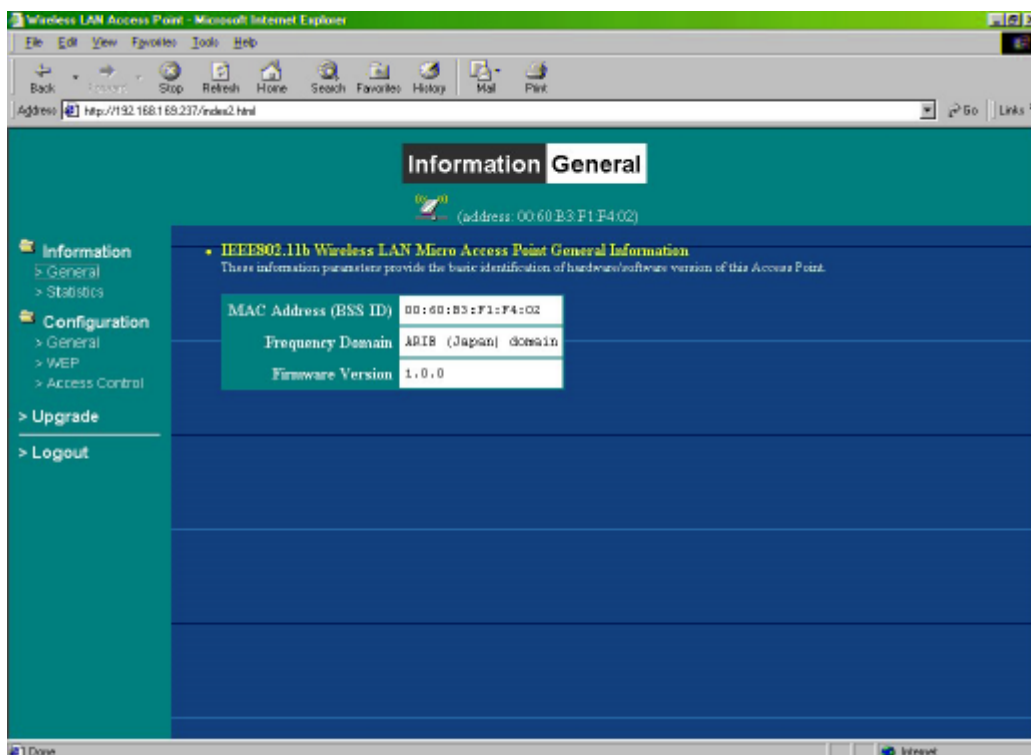 Wireless LAN Access Point - Microsoft Internet Explorer
File Edit View Favorites Tools Help
Back Forward Stop Refresh Home Search Favorites History Mail Print
Address http://192.168.169.237/index2.html Go Links
Information General
(address: 00:60:B3:F1:F4:02)
Information
> General
> Statistics
Configuration
> General
> WEP
> Access Control
> Upgrade
> Logout
IEEE802.11b Wireless LAN Micro Access Point General Information
These information parameters provide the basic identification of hardware/software version of this Access Point.
MAC Address (BSS ID) 00:60:B3:F1:F4:02
Frequency Domain ARIB (Japan) domain
Firmware Version 1.0.0
Done Internet